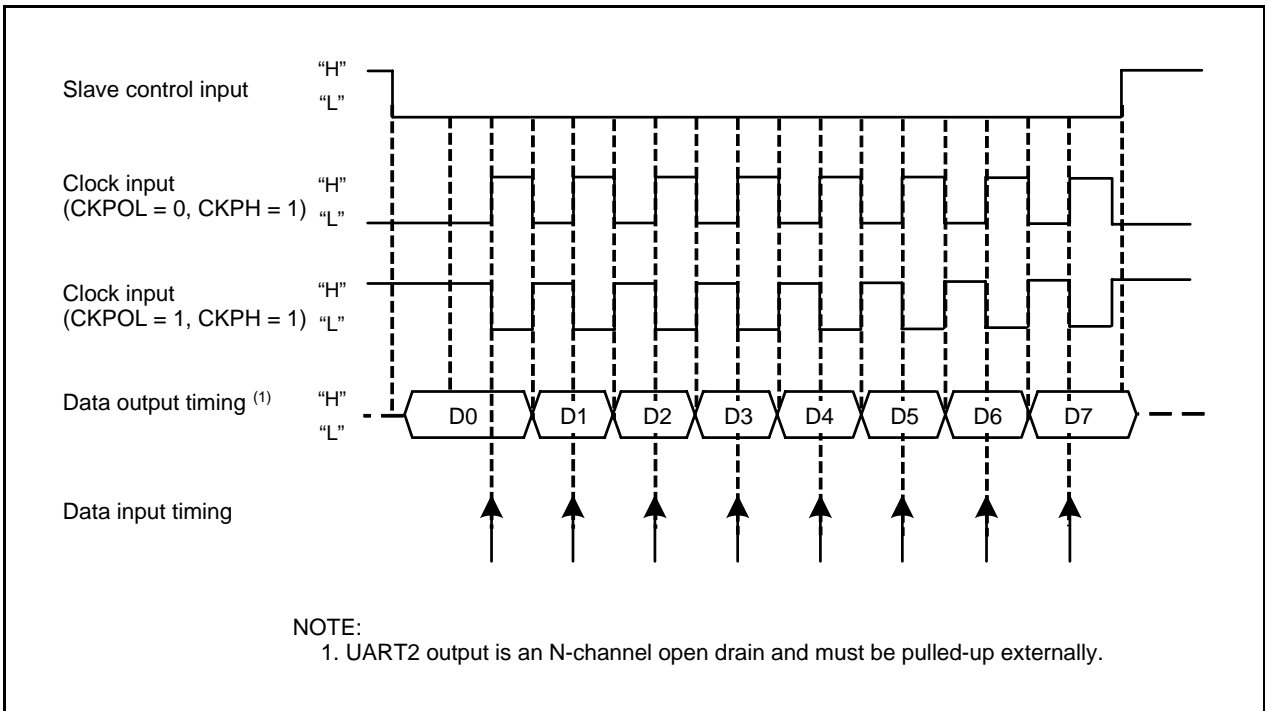 Slave control input “H”
“L”
Clock input “H”
(CKPOL = 0, CKPH = 1) “L”
Clock input “H”
(CKPOL = 1, CKPH = 1) “L”
Data output timing (1) “H”
“L”
D0 D1 D2 D3 D4 D5 D6 D7
Data input timing
NOTE:
1. UART2 output is an N-channel open drain and must be pulled-up externally.